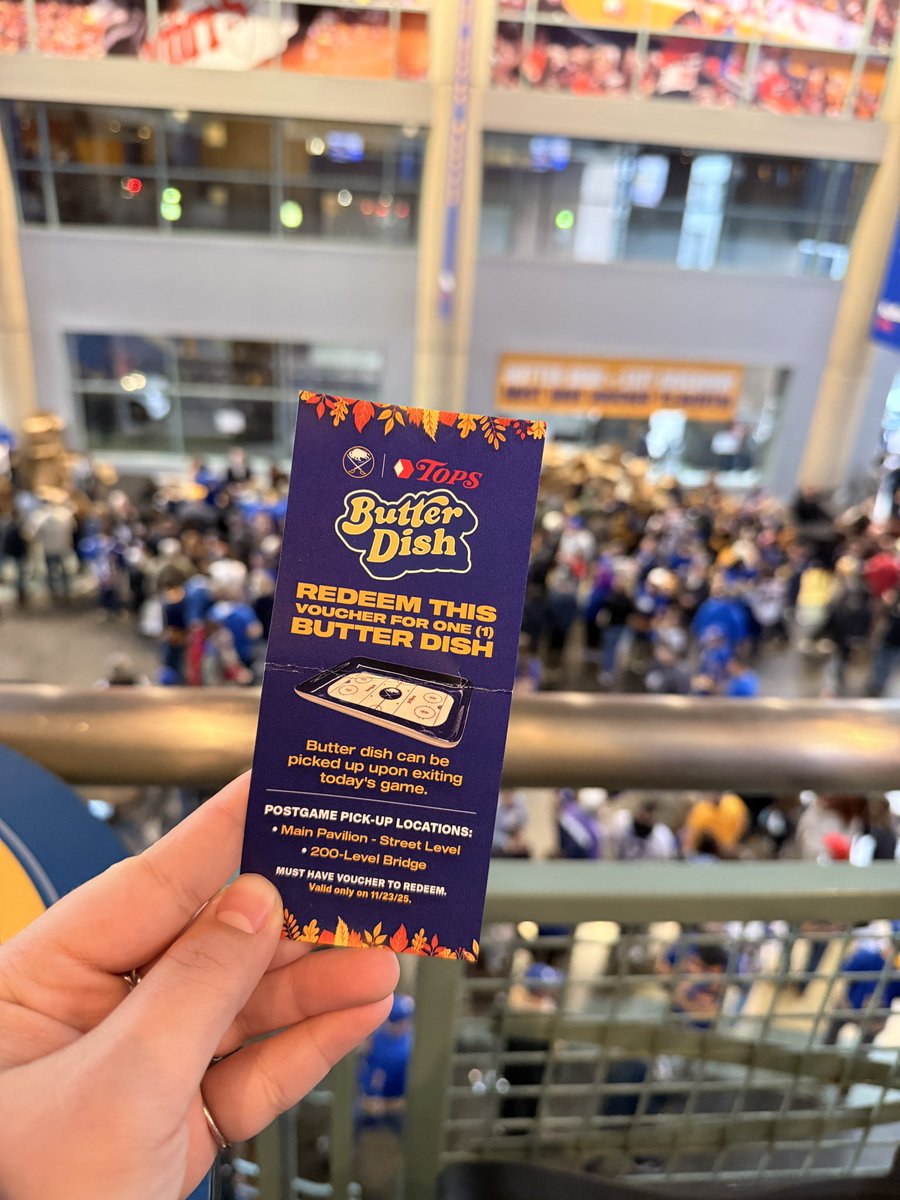 TOPS
Butter
Dish
REDEEM THIS
VOUCHER FOR ONE (1)
BUTTER DISH
Butter dish can be
picked up upon exiting
today's game.
POSTGAME PICK-UP LOCATIONS:
• Main Pavilion - Street Level
• 200-Level Bridge
MUST HAVE VOUCHER TO REDEEM.
Valid only on 11/23/25.